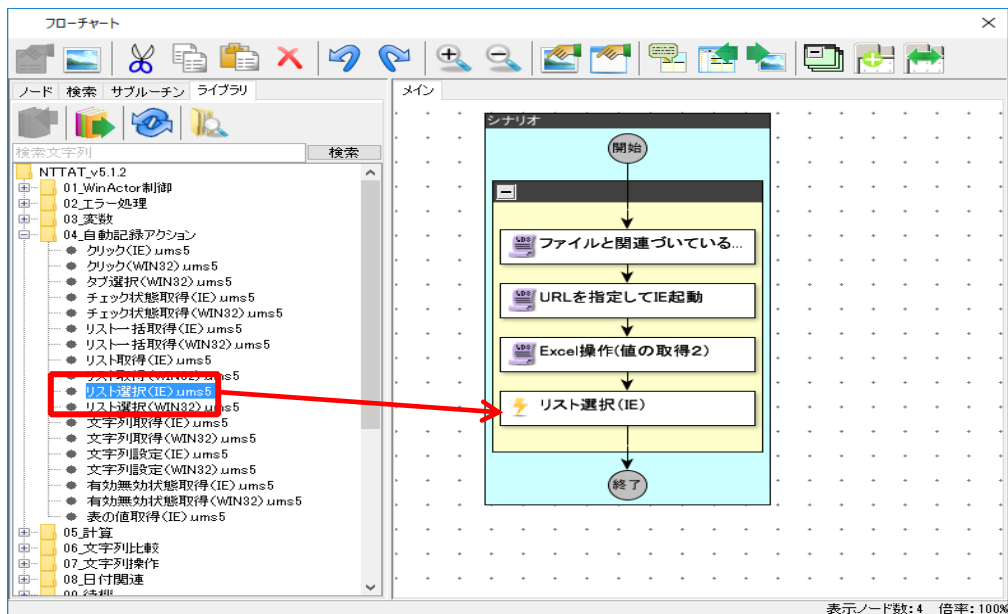 フローチャート
ノード 検索 サブルーチン ライブラリ
検索文字列 検索
NTTAT_v5.1.2
01_WinActor制御
02_エラー処理
03_変数
04_自動記録アクション
クリック(IE).ums5
クリック(WIN32).ums5
タブ選択(WIN32).ums5
チェック状態取得(IE).ums5
チェック状態取得(WIN32).ums5
リスト一括取得(IE).ums5
リスト一括取得(WIN32).ums5
リスト取得(IE).ums5
リスト取得(WIN32).ums5
リスト選択(IE).ums5
リスト選択(WIN32).ums5
文字列取得(IE).ums5
文字列取得(WIN32).ums5
文字列設定(IE).ums5
文字列設定(WIN32).ums5
有効無効状態取得(IE).ums5
有効無効状態取得(WIN32).ums5
表の値取得(IE).ums5
05_計算
06_文字列比較
07_文字列操作
08_日付関連
09_待機
メイン
シナリオ
開始
ファイルと関連づいている...
URLを指定してIE起動
Excel操作(値の取得2)
リスト選択(IE)
終了
表示ノード数:4 倍率:100%